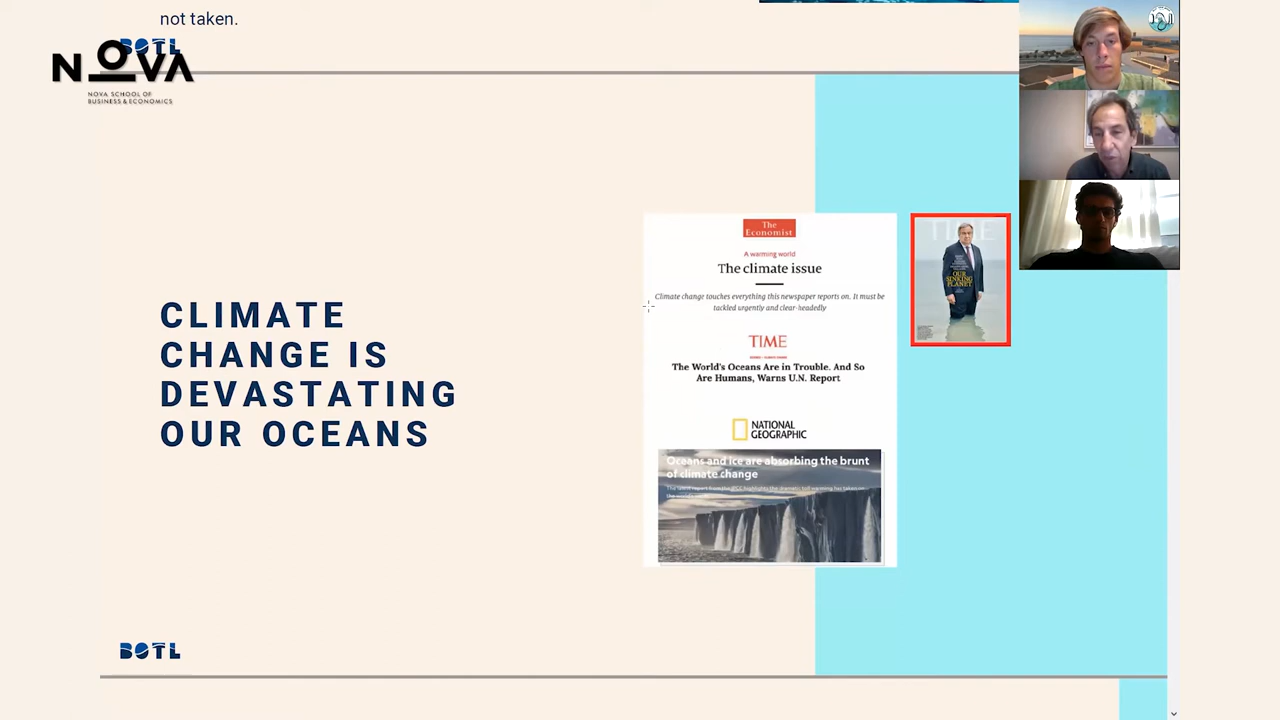 not taken.
BOTL
NOVA
NOVA SCHOOL OF
BUSINESS & ECONOMICS
CLIMATE
CHANGE IS
DEVASTATING
OUR OCEANS
The
Economist
A warming world
The climate issue
Climate change touches everything this newspaper reports on. It must be
tackled urgently and clear-headedly
TIME
The World's Oceans Are in Trouble. And So
Are Humans, Warns U.N. Report
NATIONAL
GEOGRAPHIC
Oceans and ice are absorbing the brunt
of climate change
TIME
OUR
SINKING
PLANET
BOTL